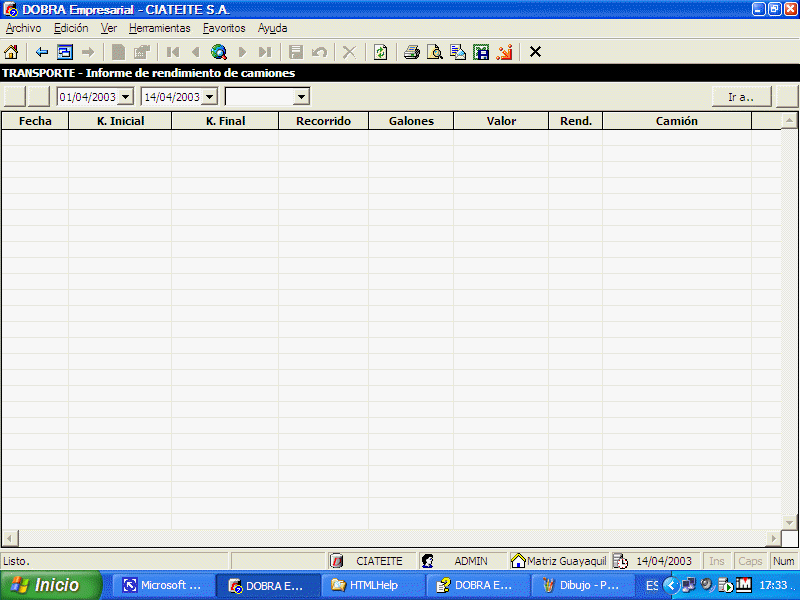 DOBRA Empresarial - CIATEITE S.A.
Archivo Edición Ver Herramientas Favoritos Ayuda
TRANSPORTE - Informe de rendimiento de camiones
01/04/2003 14/04/2003 Ir a..
Fecha K. Inicial K. Final Recorrido Galones Valor Rend. Camión
Listo. CIATEITE ADMIN Matriz Guayaquil 14/04/2003 Ins Caps Num
Inicio Microsoft ... DOBRA E... HTMLHelp DOBRA E... Dibujo - P... ES 17:33